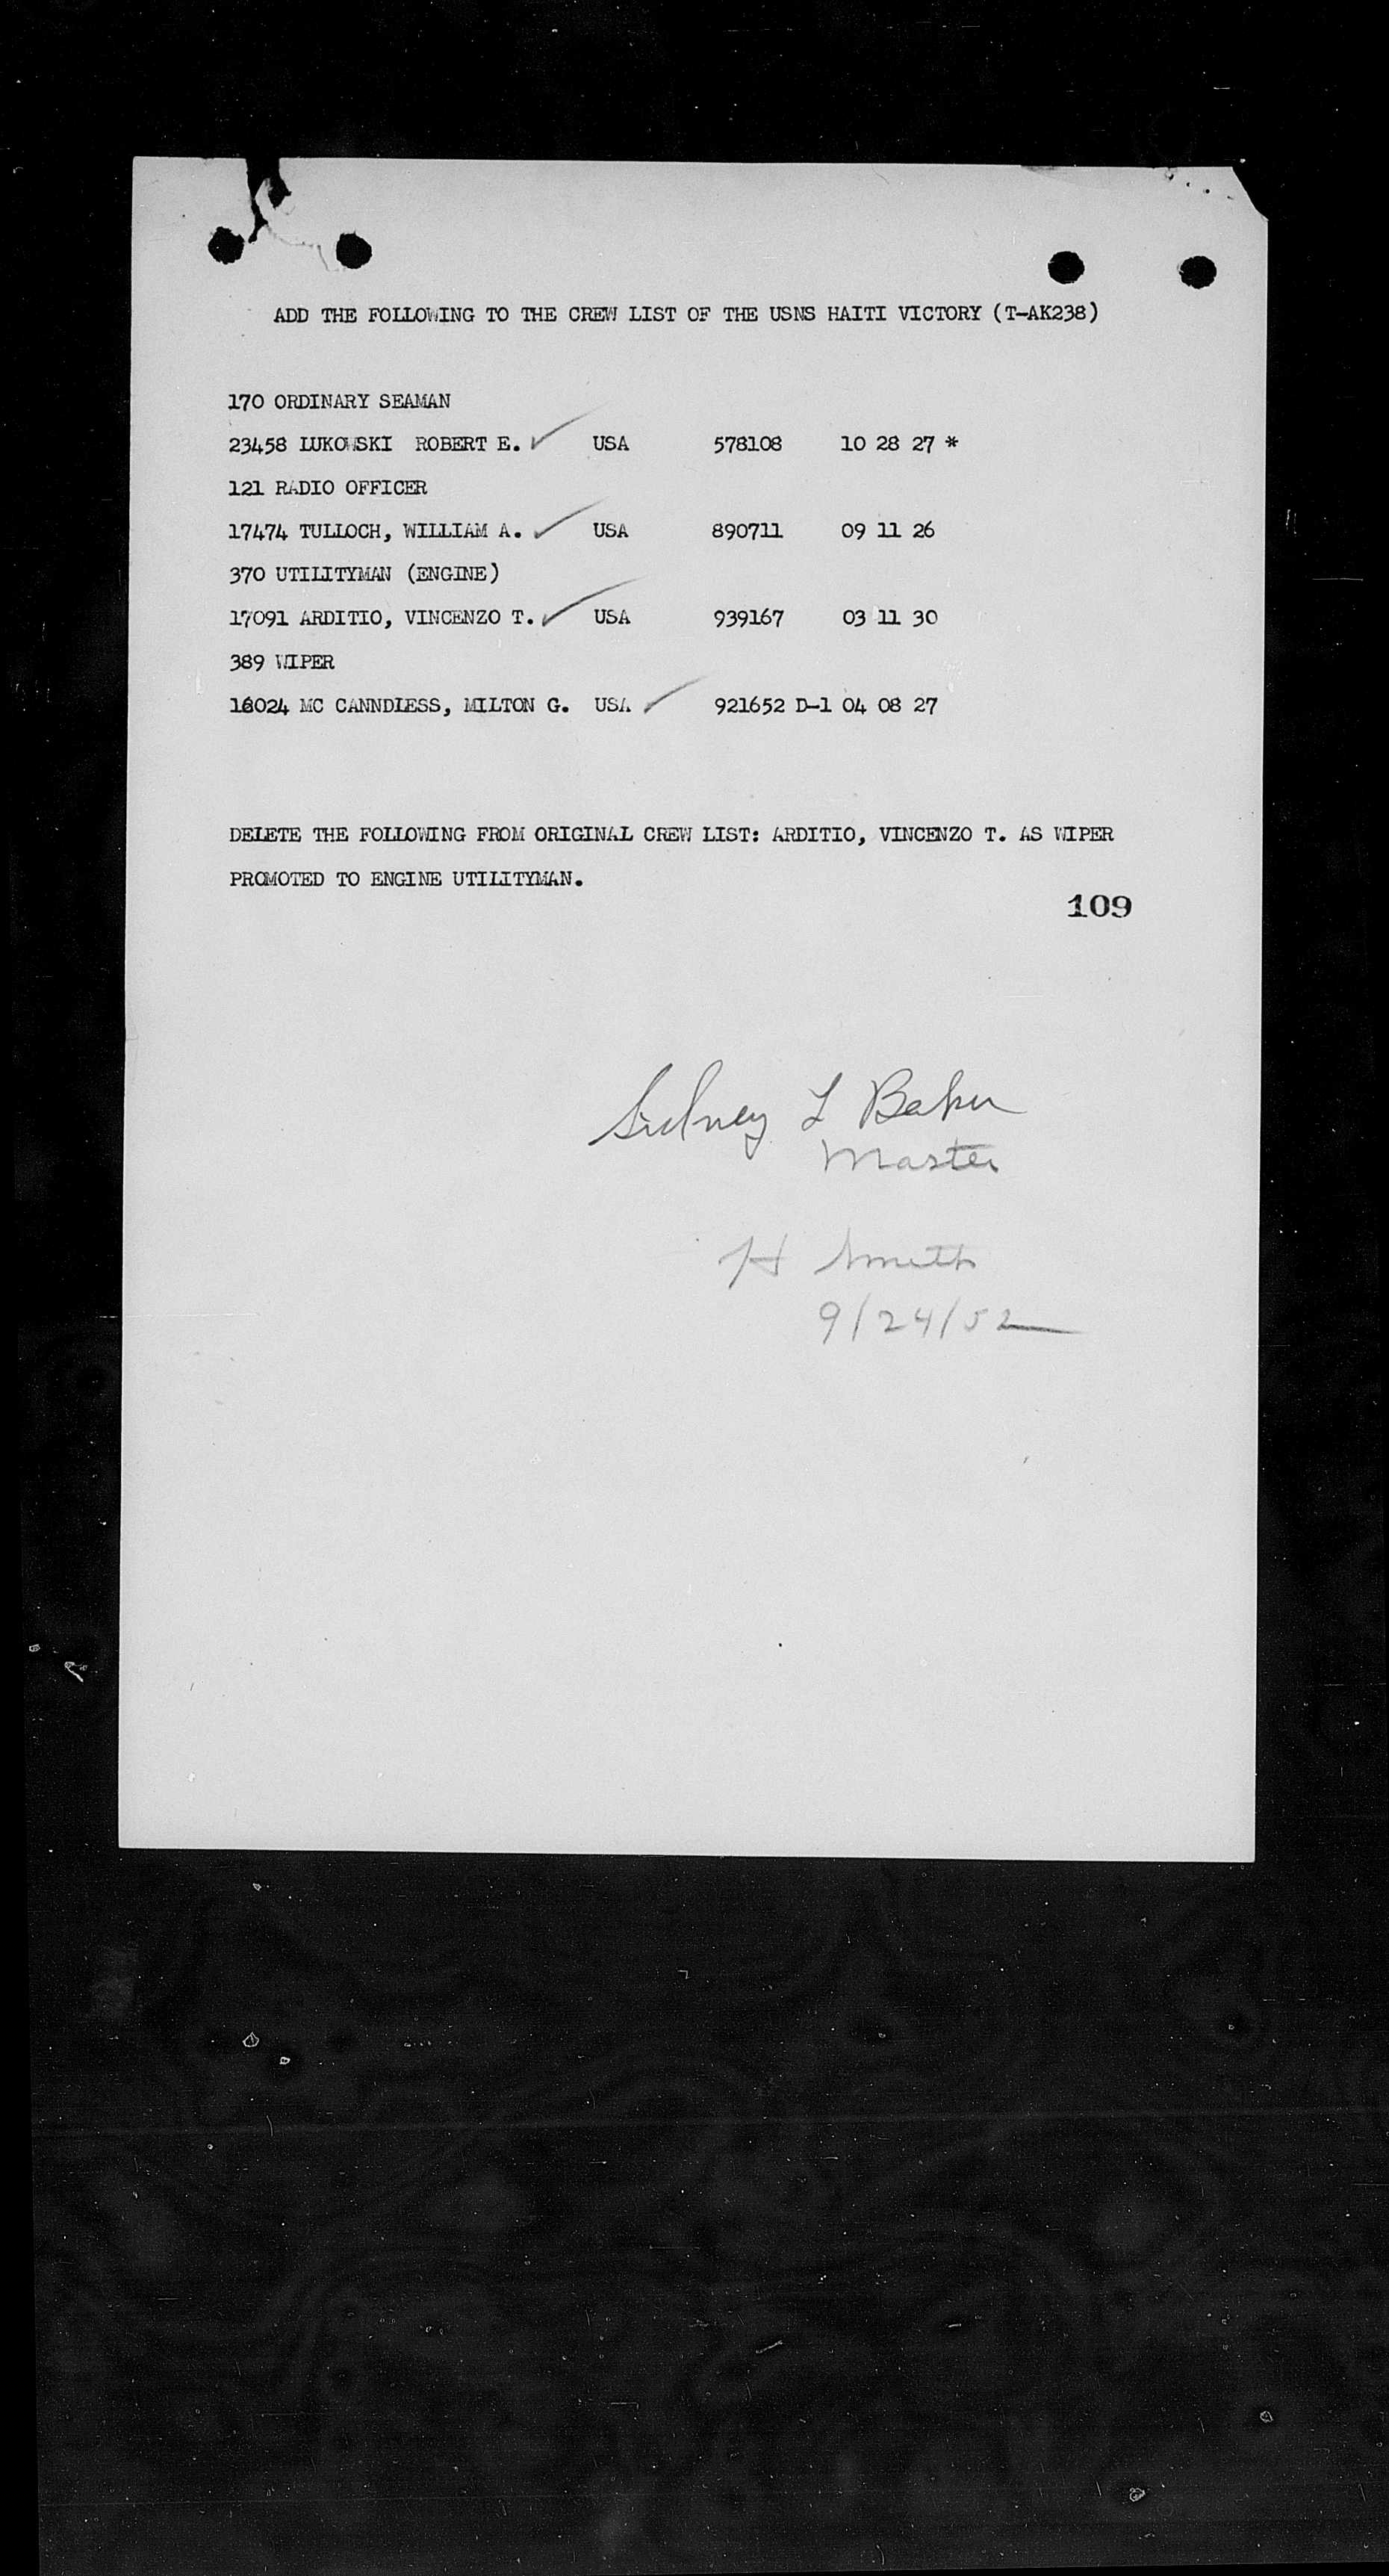 ADD THE FOLLOWING TO THE CREW LIST OF THE USNS HAITI VICTORY (T-AK238)
170 ORDINARY SEAMAN
23458 LUKOWSKI ROBERT E. ✓ USA 578108 10 28 27 *
121 RADIO OFFICER
17474 TULLOCH, WILLIAM A. ✓ USA 890711 09 11 26
370 UTILITYMAN (ENGINE)
17091 ARDITIO, VINCENZO T. ✓ USA 939167 03 11 30
389 WIPER
16024 MC CANNDLESS, MILTON G. USA ✓ 921652 D-1 04 08 27
DELETE THE FOLLOWING FROM ORIGINAL CREW LIST: ARDITIO, VINCENZO T. AS WIPER
PROMOTED TO ENGINE UTILITYMAN.
109
Sidney L Baker
Master
H Smith
9/24/52